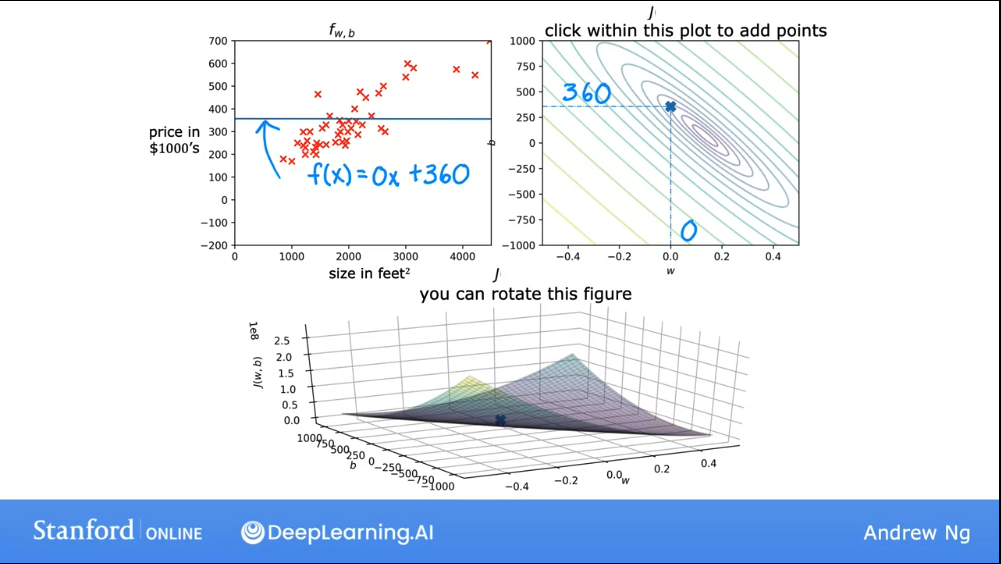 f w, b
J
click within this plot to add points
700
600
500
400
300
200
100
0
−100
−200
price in
$1000's
f(x) = 0x + 360
0 1000 2000 3000 4000
size in feet²
1000
750
500
250
0
−250
−500
−750
−1000
b
360
0
−0.4 −0.2 0.0 0.2 0.4
w
J
you can rotate this figure
1e8
J(w, b)
2.5
2.0
1.5
1.0
0.5
0.0
1000
750
500
250
0
−250
−500
−750
−1000
b
−0.4 −0.2 0.0 0.2 0.4
w
Stanford ONLINE DeepLearning.AI Andrew Ng